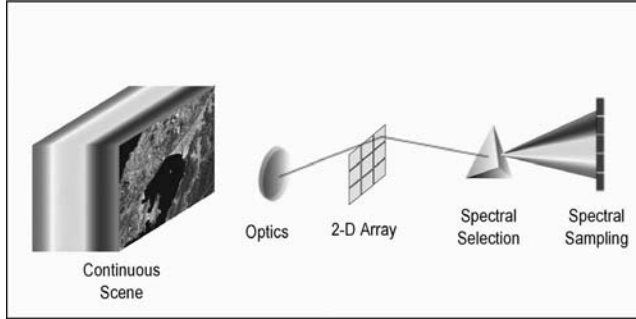 Continuous
Scene
Optics
2-D Array
Spectral
Selection
Spectral
Sampling